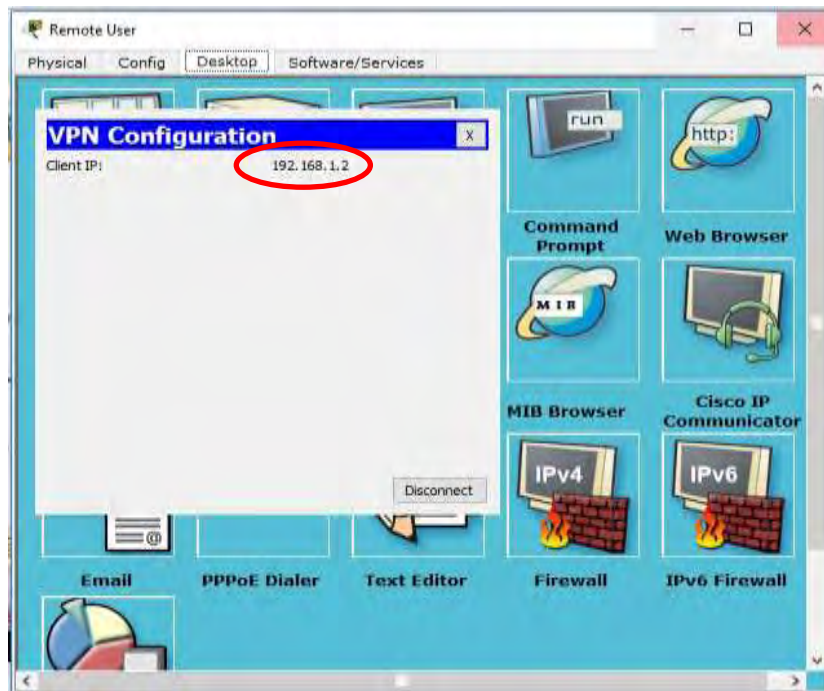 Remote User
Physical Config Desktop Software/Services
VPN Configuration X
Client IP: 192.168.1.2
Disconnect
run
http:
Command
Prompt
Web Browser
MIB
MIB Browser
Cisco IP
Communicator
IPv4
IPv6
@
Email
PPPoE Dialer
Text Editor
Firewall
IPv6 Firewall